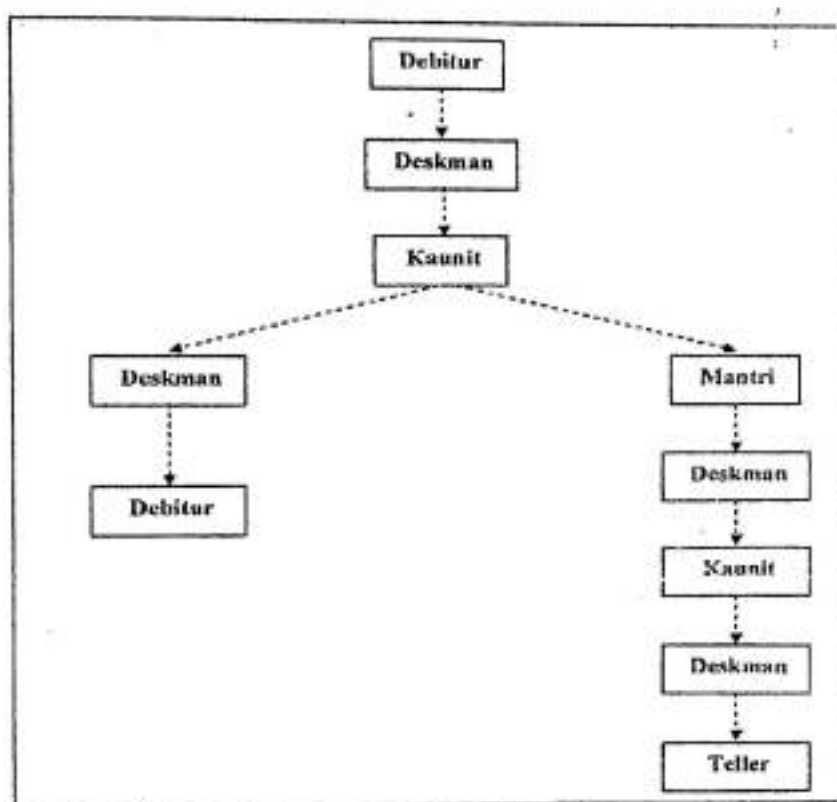 Debitur
Deskman
Kaunit
Deskman
Mantri
Debitur
Deskman
Kaunit
Deskman
Teller